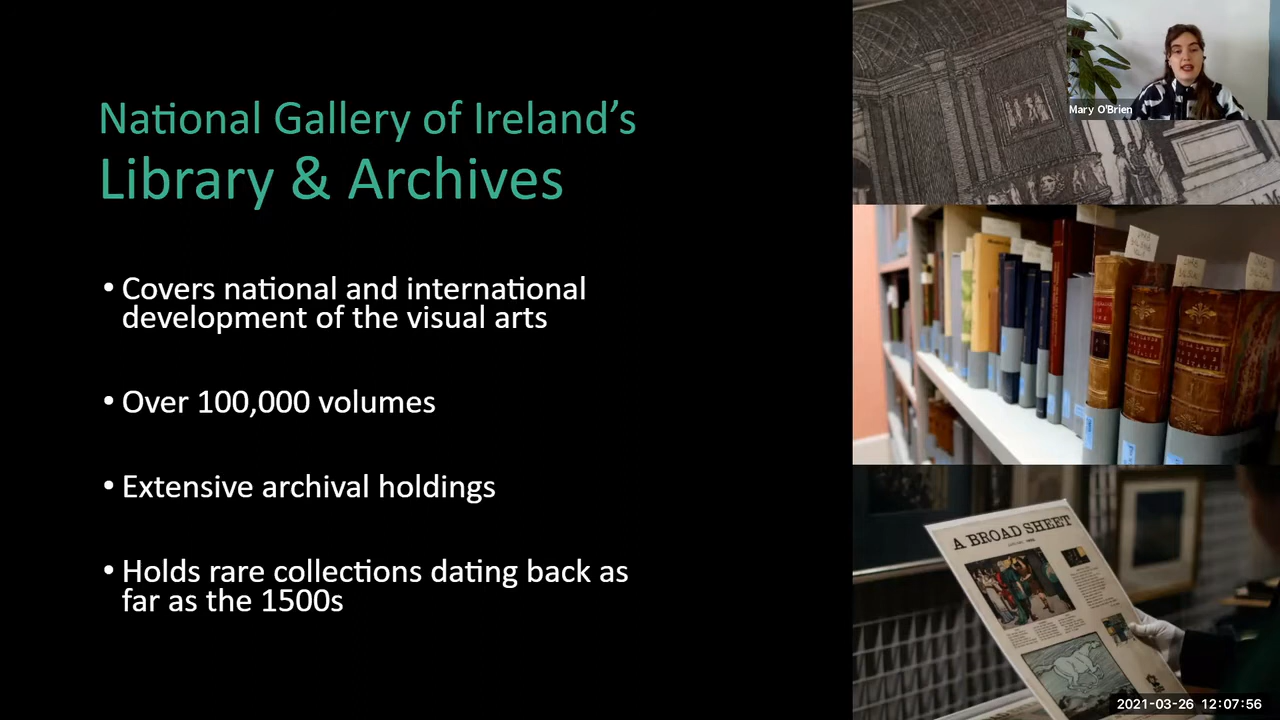 National Gallery of Ireland's
Library & Archives
• Covers national and international
development of the visual arts
• Over 100,000 volumes
• Extensive archival holdings
• Holds rare collections dating back as
far as the 1500s
Mary O'Brien
A BROAD SHEET
2021-03-26 12:07:56